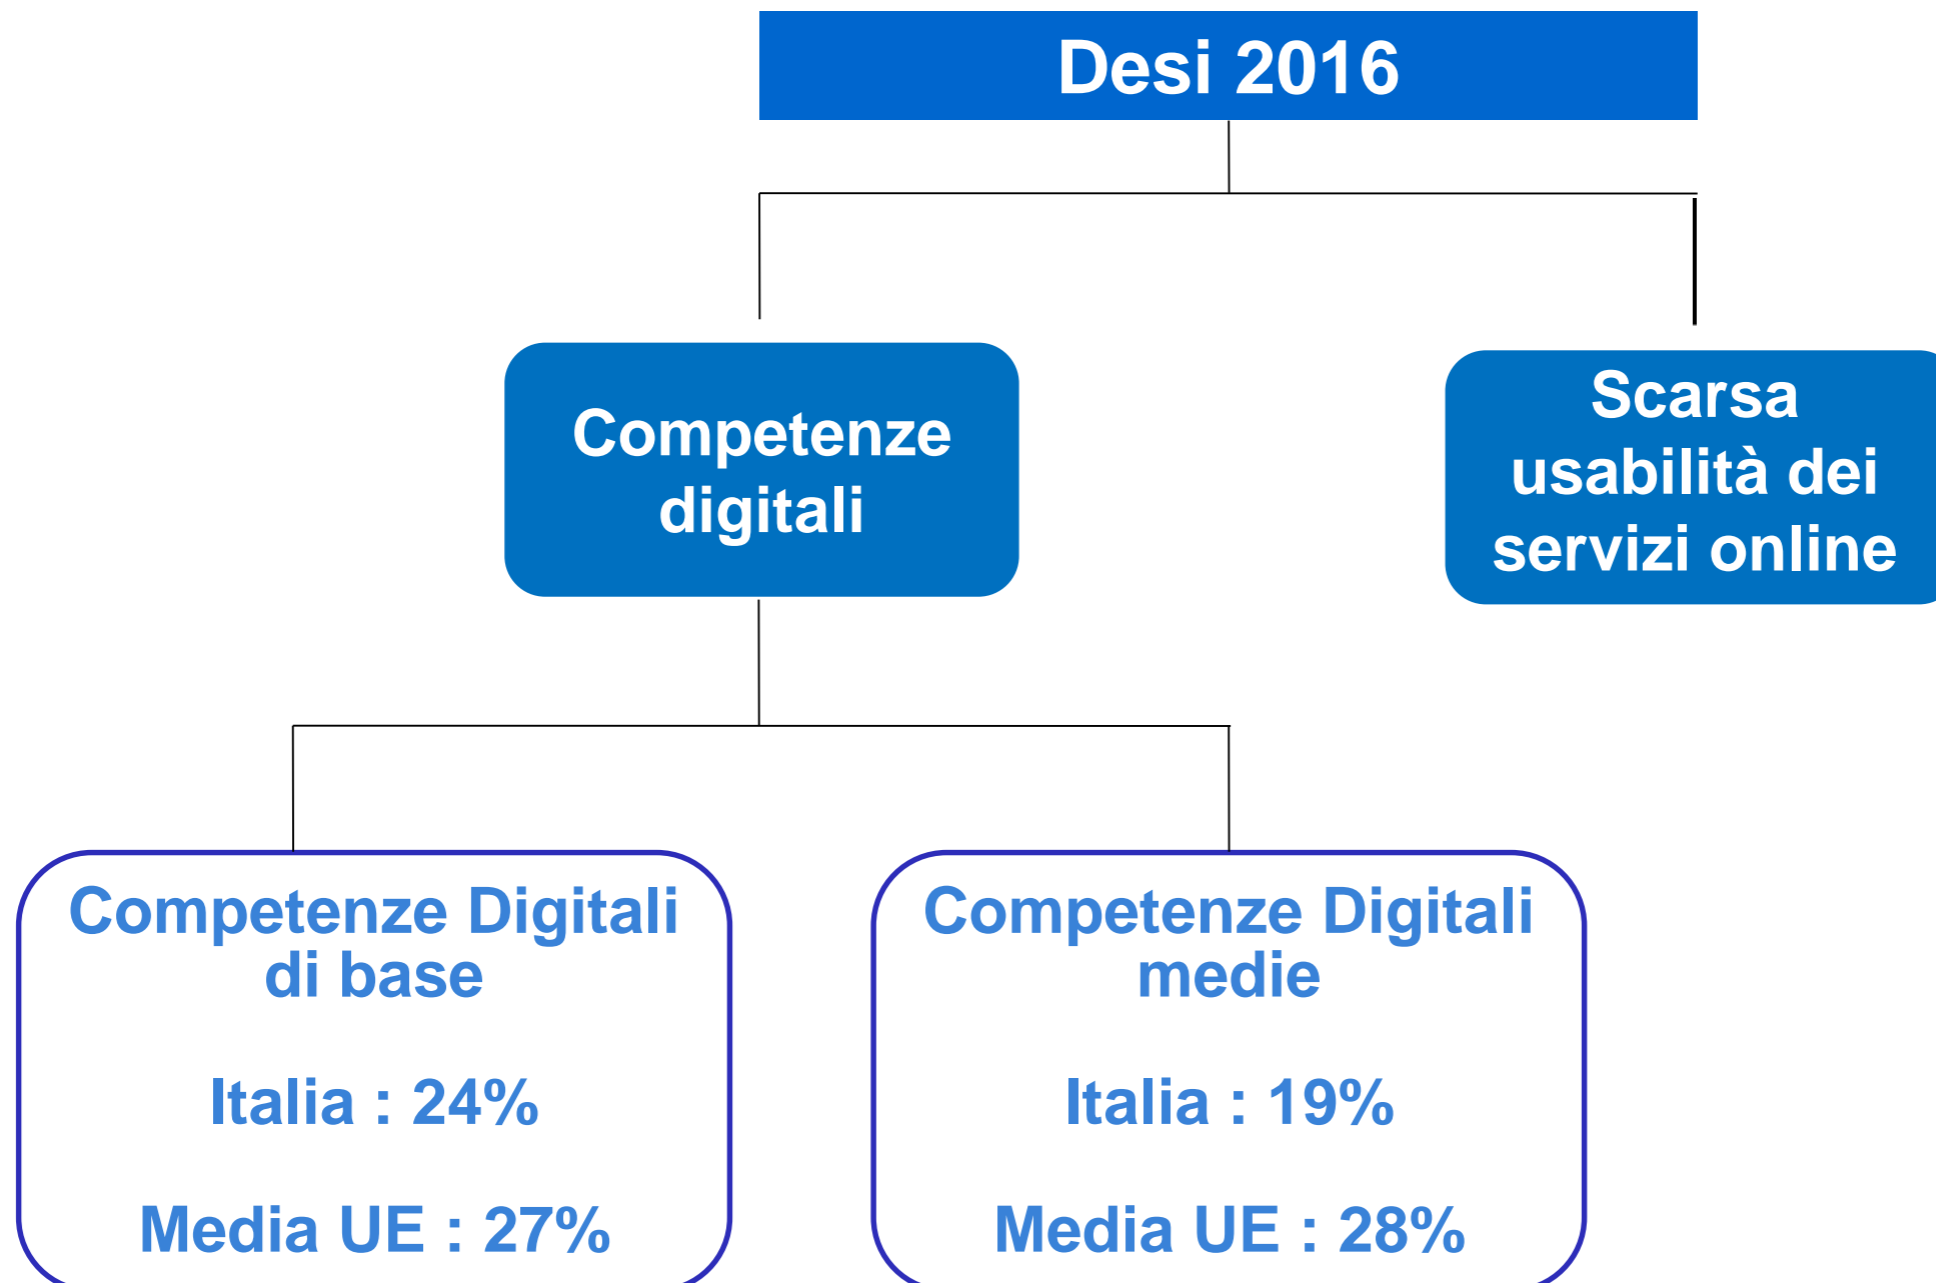 Desi 2016
Competenze
digitali
Scarsa
usabilità dei
servizi online
Competenze Digitali
di base
Italia : 24%
Media UE : 27%
Competenze Digitali
medie
Italia : 19%
Media UE : 28%